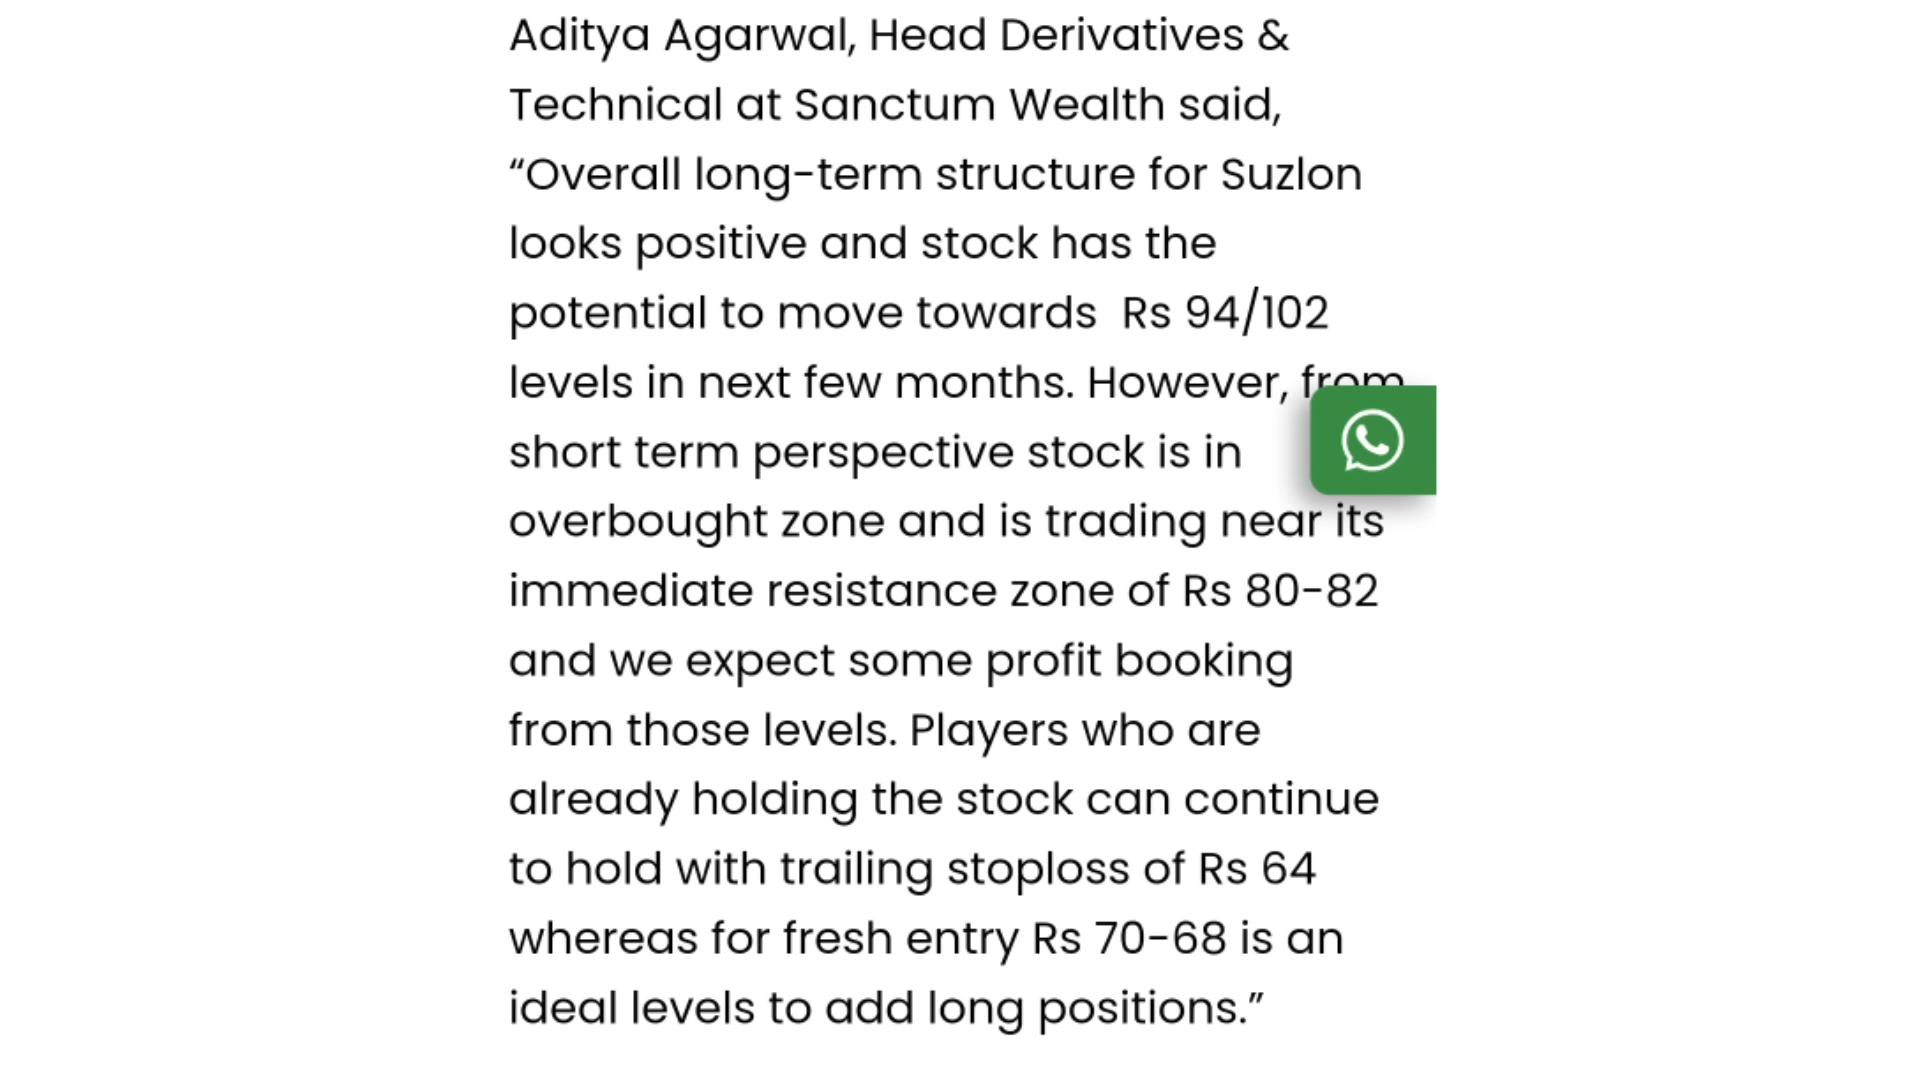 Aditya Agarwal, Head Derivatives &
Technical at Sanctum Wealth said,
“Overall long-term structure for Suzlon
looks positive and stock has the
potential to move towards  Rs 94/102
levels in next few months. However, from
short term perspective stock is in
overbought zone and is trading near its
immediate resistance zone of Rs 80-82
and we expect some profit booking
from those levels. Players who are
already holding the stock can continue
to hold with trailing stoploss of Rs 64
whereas for fresh entry Rs 70-68 is an
ideal levels to add long positions.”